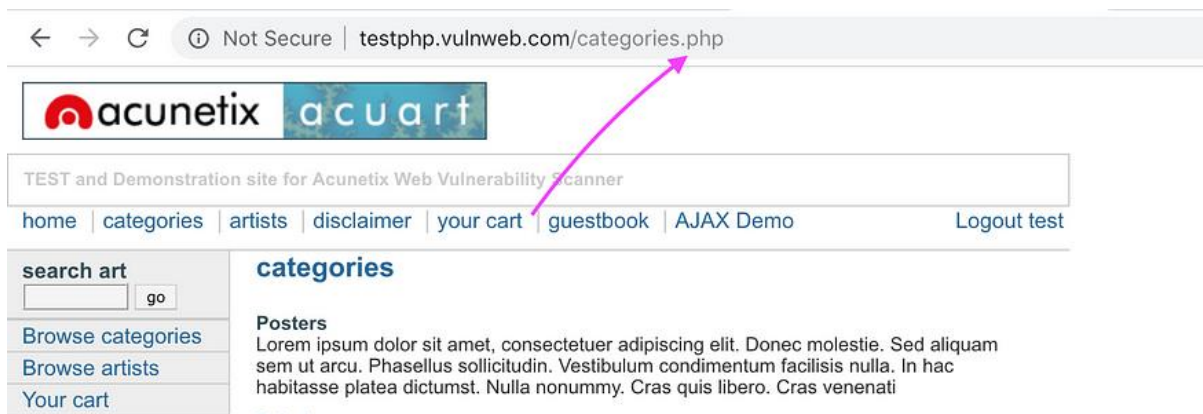 Not Secure | testphp.vulnweb.com/categories.php
acunetix acuart
TEST and Demonstration site for Acunetix Web Vulnerability Scanner
home | categories | artists | disclaimer | your cart | guestbook | AJAX Demo Logout test
search art
go
Browse categories
Browse artists
Your cart
categories
Posters
Lorem ipsum dolor sit amet, consectetuer adipiscing elit. Donec molestie. Sed aliquam
sem ut arcu. Phasellus sollicitudin. Vestibulum condimentum facilisis nulla. In hac
habitasse platea dictumst. Nulla nonummy. Cras quis libero. Cras venenati